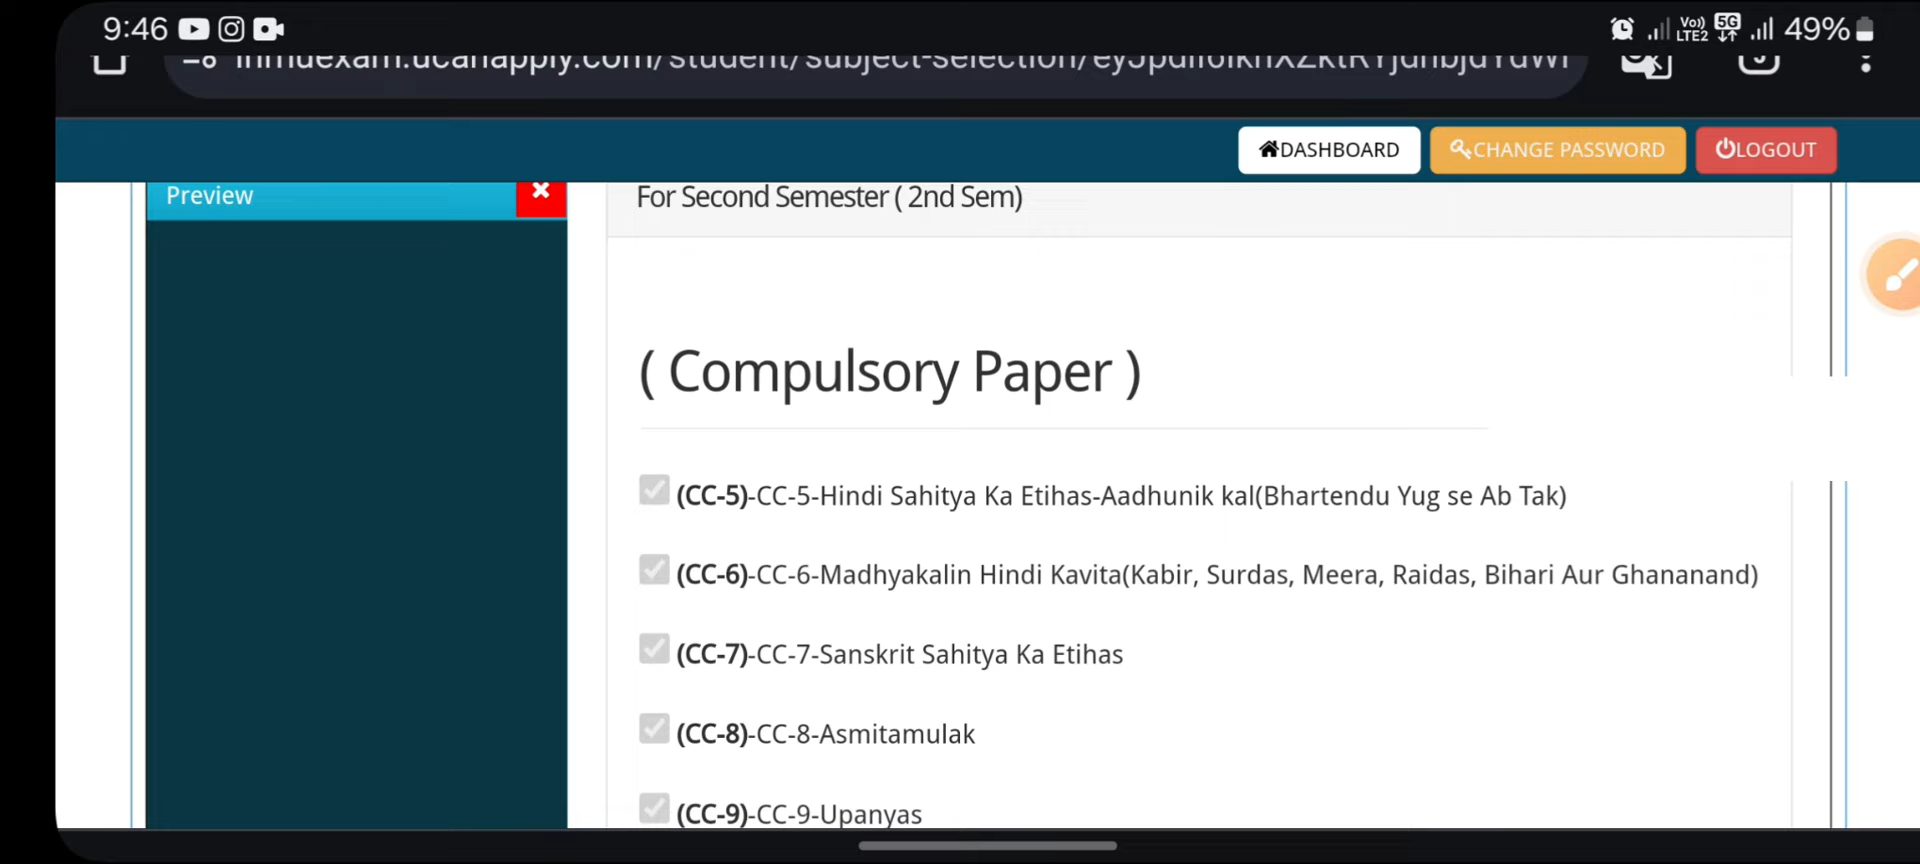 9:46 Vo)) LTE2 5G 49%
DASHBOARD CHANGE PASSWORD LOGOUT
Preview
For Second Semester ( 2nd Sem)
( Compulsory Paper )
(CC-5)-CC-5-Hindi Sahitya Ka Etihas-Aadhunik kal(Bhartendu Yug se Ab Tak)
(CC-6)-CC-6-Madhyakalin Hindi Kavita(Kabir, Surdas, Meera, Raidas, Bihari Aur Ghananand)
(CC-7)-CC-7-Sanskrit Sahitya Ka Etihas
(CC-8)-CC-8-Asmitamulak
(CC-9)-CC-9-Upanyas